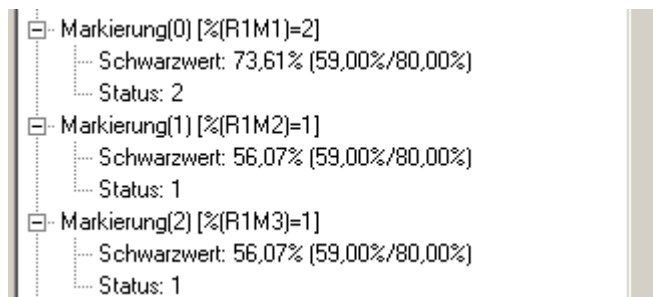 Markierung(0) [%(R1M1)=2]
Schwarzwert: 73,61% (59,00%/80,00%)
Status: 2
Markierung(1) [%(R1M2)=1]
Schwarzwert: 56,07% (59,00%/80,00%)
Status: 1
Markierung(2) [%(R1M3)=1]
Schwarzwert: 56,07% (59,00%/80,00%)
Status: 1